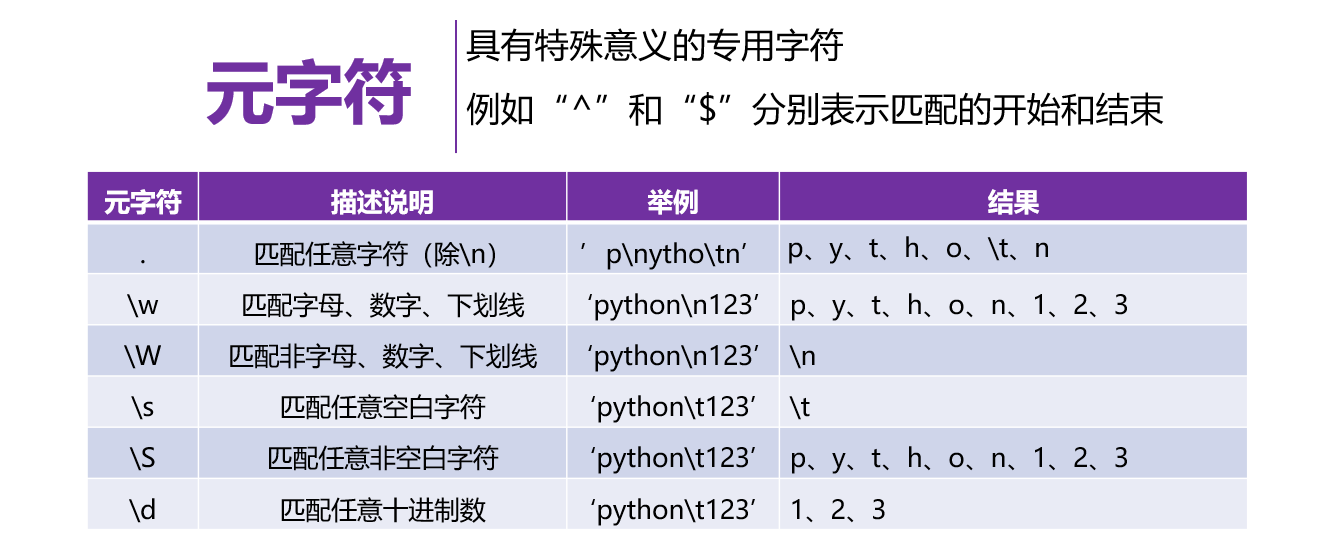 元字符
具有特殊意义的专用字符
例如“^”和“$”分别表示匹配的开始和结束
元字符 描述说明 举例 结果
. 匹配任意字符（除\n） ’p\nytho\tn’ p、y、t、h、o、\t、n
\w 匹配字母、数字、下划线 ‘python\n123’ p、y、t、h、o、n、1、2、3
\W 匹配非字母、数字、下划线 ‘python\n123’ \n
\s 匹配任意空白字符 ‘python\t123’ \t
\S 匹配任意非空白字符 ‘python\t123’ p、y、t、h、o、n、1、2、3
\d 匹配任意十进制数 ‘python\t123’ 1、2、3